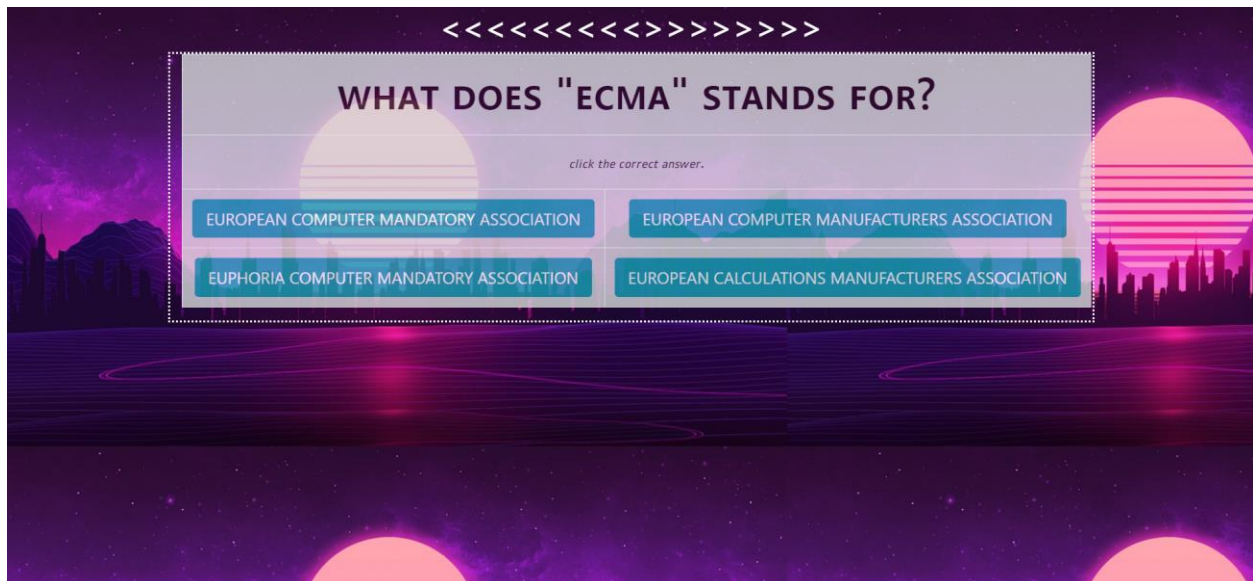 <<<<<<<<<>>>>>>>>
WHAT DOES "ECMA" STANDS FOR?
click the correct answer.
EUROPEAN COMPUTER MANDATORY ASSOCIATION
EUROPEAN COMPUTER MANUFACTURERS ASSOCIATION
EUPHORIA COMPUTER MANDATORY ASSOCIATION
EUROPEAN CALCULATIONS MANUFACTURERS ASSOCIATION